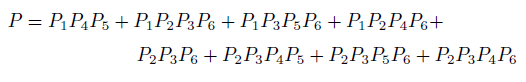 P = P₁P₄P₅ + P₁P₂P₃P₆ + P₁P₃P₅P₆ + P₁P₂P₄P₆+
P₂P₃P₆ + P₂P₃P₄P₅ + P₂P₃P₅P₆ + P₂P₃P₄P₆